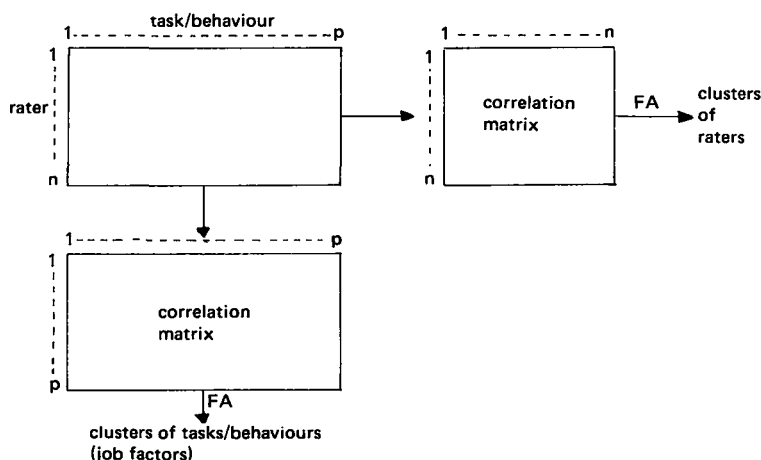 task/behaviour
1 p
1
rater
n
1 n
1
correlation
matrix
n
FA
clusters
of
raters
1 p
1
correlation
matrix
p
FA
clusters of tasks/behaviours
(job factors)